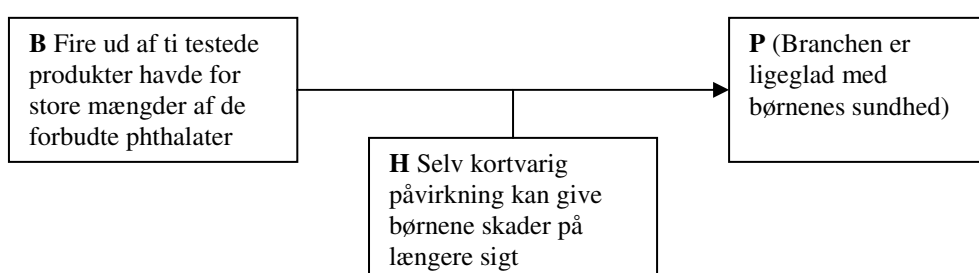 B Fire ud af ti testede
produkter havde for
store mængder af de
forbudte phthalater
P (Branchen er
ligeglad med
børnenes sundhed)
H Selv kortvarig
påvirkning kan give
børnene skader på
længere sigt